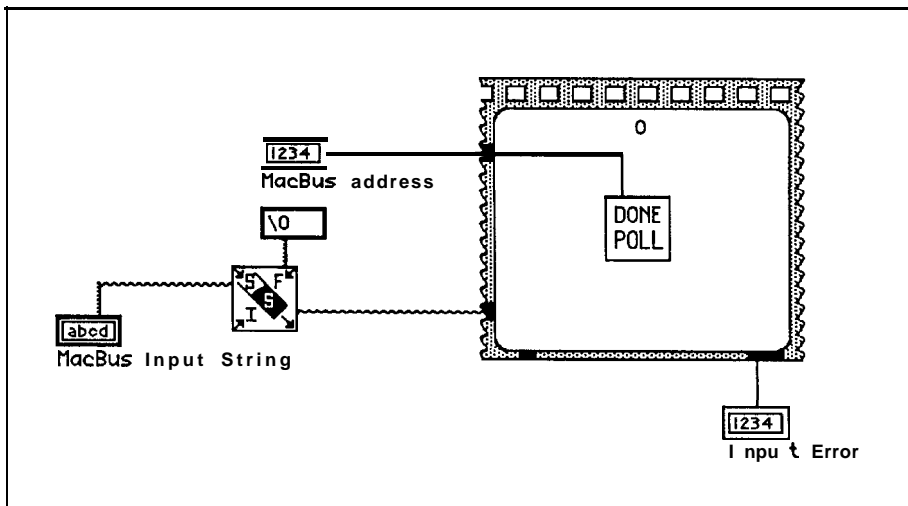 0
1234
MacBus address
\0
DONE
POLL
S F
S
I
abcd
MacBus Input String
1234
Input Error